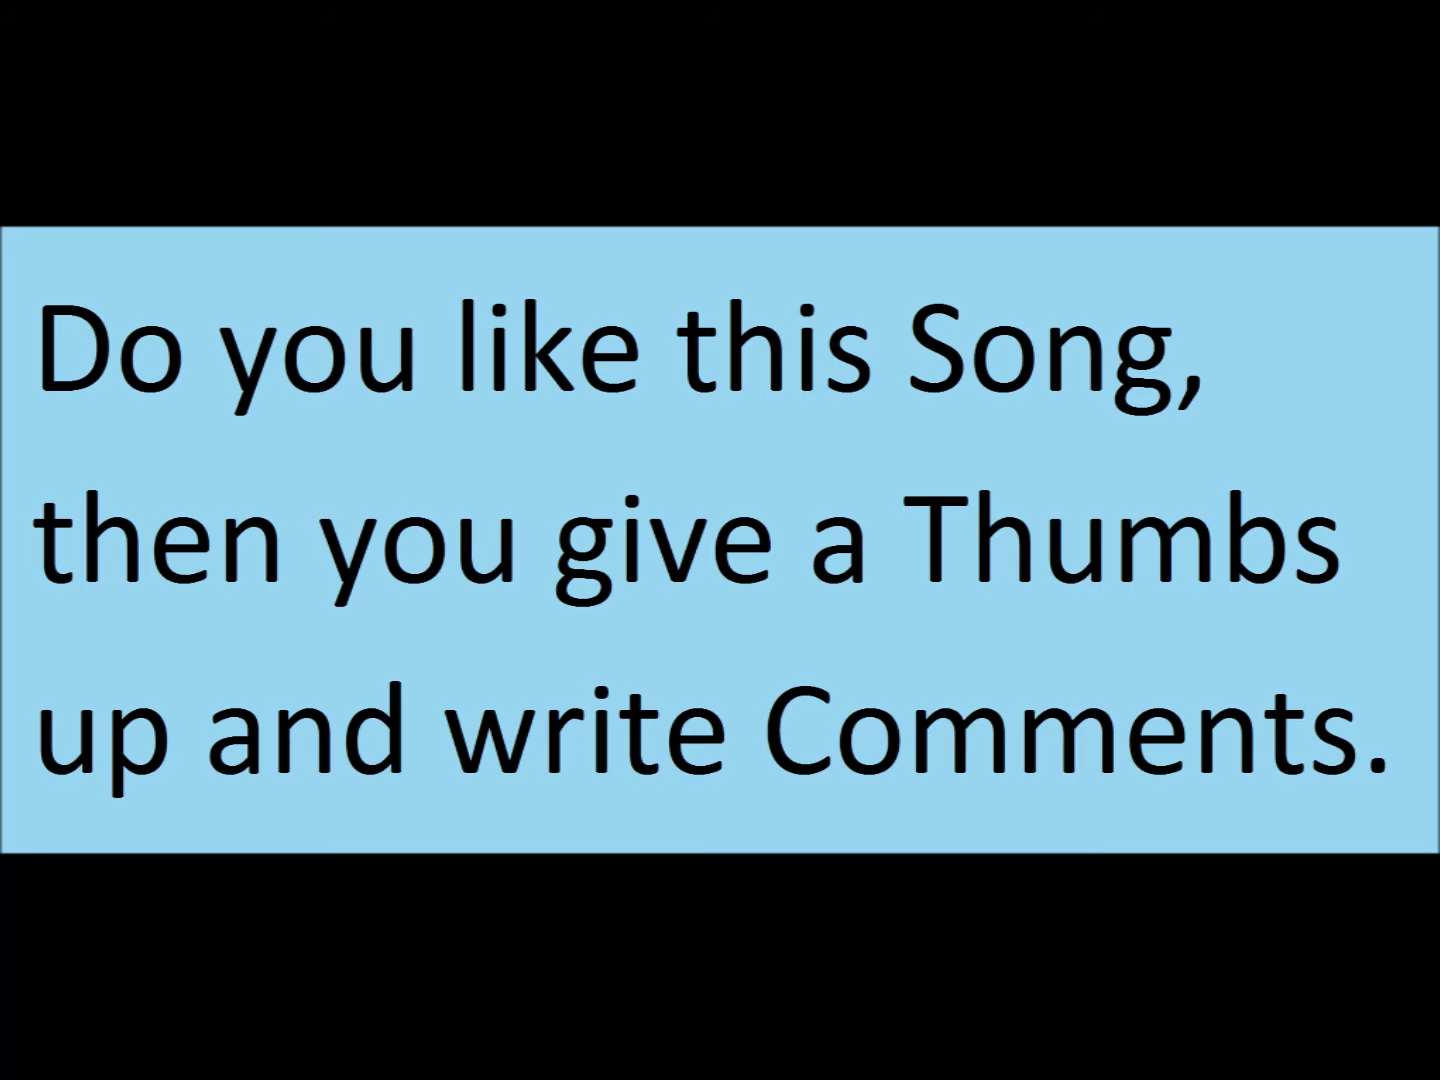 Do you like this Song,
then you give a Thumbs
up and write Comments.